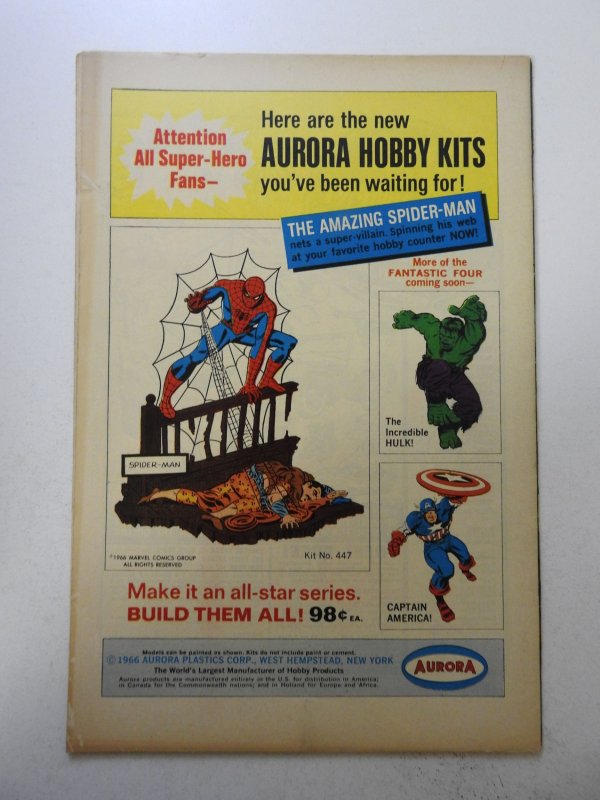 Attention
All Super-Hero
Fans—
Here are the new
AURORA HOBBY KITS
you've been waiting for!
THE AMAZING SPIDER-MAN
nets a super-villain. Spinning his web
at your favorite hobby counter NOW!
More of the
FANTASTIC FOUR
coming soon—
The
Incredible
HULK!
SPIDER-MAN
©1966 MARVEL COMICS GROUP
ALL RIGHTS RESERVED
Kit No. 447
CAPTAIN
AMERICA!
Make it an all-star series.
BUILD THEM ALL! 98¢ EA.
Models can be painted as shown. Kits do not include paint or cement.
© 1966 AURORA PLASTICS CORP., WEST HEMPSTEAD, NEW YORK
The World's Largest Manufacturer of Hobby Products
Aurora products are manufactured entirely in the U.S. for distribution in America;
in Canada for the Commonwealth nations; and in Holland for Europe and Africa.
AURORA